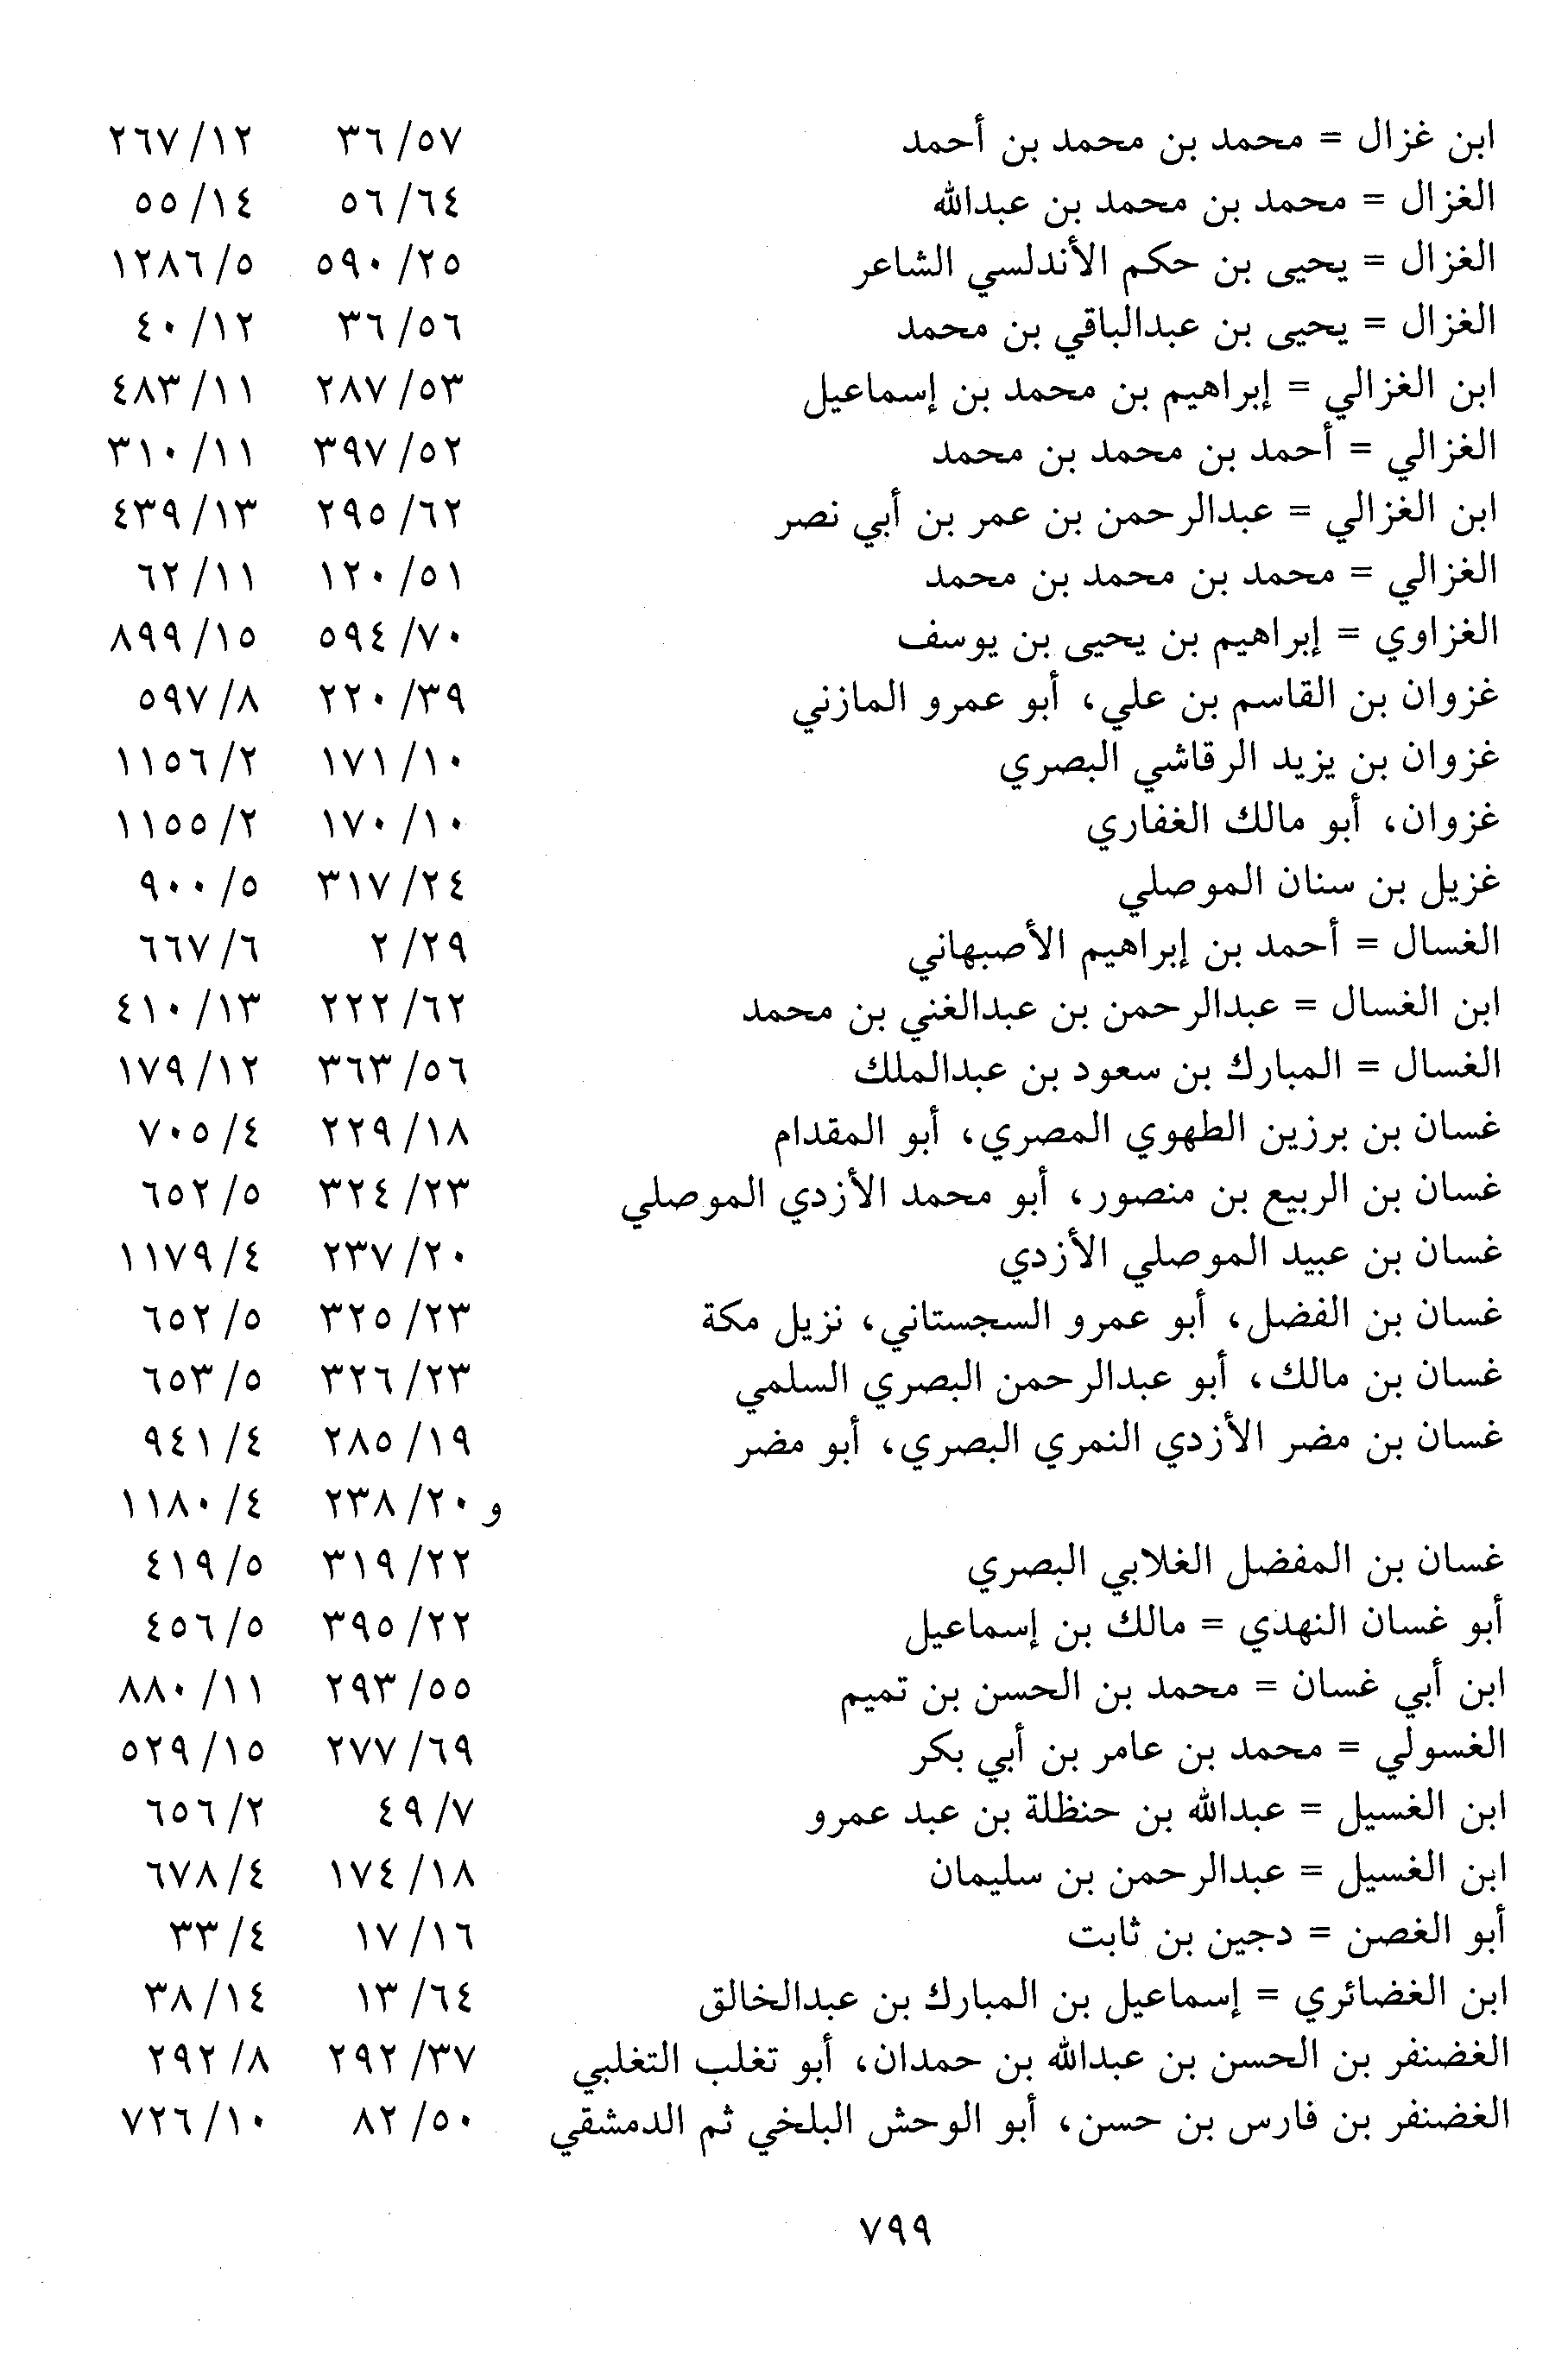 ابن غزال = محمد بن محمد بن أحمد ٥٧/ ٣٦ ١٢/ ٢٦٧
الغزال = محمد بن محمد بن عبدالله ٦٤/ ٥٦ ١٤/ ٥٥
الغزال = يحيى بن حكم الأندلسي الشاعر ٢٥/ ٥٩٠ ٥/ ١٢٨٦
الغزال = يحيى بن عبدالباقي بن محمد ٥٦/ ٣٦ ١٢/ ٤٠
ابن الغزالي = إبراهيم بن محمد بن إسماعيل ٥٣/ ٢٨٧ ١١/ ٤٨٣
الغزالي = أحمد بن محمد بن محمد ٥٢/ ٣٩٧ ١١/ ٣١٠
ابن الغزالي = عبدالرحمن بن عمر بن أبي نصر ٦٢/ ٢٩٥ ١٣/ ٤٣٩
الغزالي = محمد بن محمد بن محمد ٥١/ ١٢٠ ١١/ ٦٢
الغزاوي = إبراهيم بن يحيى بن يوسف ٧٠/ ٥٩٤ ١٥/ ٨٩٩
غزوان بن القاسم بن علي، أبو عمرو المازني ٣٩/ ٢٢٠ ٨/ ٥٩٧
غزوان بن يزيد الرقاشي البصري ١٠/ ١٧١ ٢/ ١١٥٦
غزوان، أبو مالك الغفاري ١٠/ ١٧٠ ٢/ ١١٥٥
غزيل بن سنان الموصلي ٢٤/ ٣١٧ ٥/ ٩٠٠
الغسال = أحمد بن إبراهيم الأصبهاني ٢٩/ ٢ ٦/ ٦٦٧
ابن الغسال = عبدالرحمن بن عبدالغني بن محمد ٦٢/ ٢٢٢ ١٣/ ٤١٠
الغسال = المبارك بن سعود بن عبدالملك ٥٦/ ٣٦٣ ١٢/ ١٧٩
غسان بن برزين الطهوي المصري، أبو المقدام ١٨/ ٢٢٩ ٤/ ٧٠٥
غسان بن الربيع بن منصور، أبو محمد الأزدي الموصلي ٢٣/ ٣٢٤ ٥/ ٦٥٢
غسان بن عبيد الموصلي الأزدي ٢٠/ ٢٣٧ ٤/ ١١٧٩
غسان بن الفضل، أبو عمرو السجستاني، نزيل مكة ٢٣/ ٣٢٥ ٥/ ٦٥٢
غسان بن مالك، أبو عبدالرحمن البصري السلمي ٢٣/ ٣٢٦ ٥/ ٦٥٣
غسان بن مضر الأزدي النمري البصري، أبو مضر ١٩/ ٢٨٥ ٤/ ٩٤١
و ٢٠/ ٢٣٨ ٤/ ١١٨٠
غسان بن المفضل الغلابي البصري ٢٢/ ٣١٩ ٥/ ٤١٩
أبو غسان النهدي = مالك بن إسماعيل ٢٢/ ٣٩٥ ٥/ ٤٥٦
ابن أبي غسان = محمد بن الحسن بن تميم ٥٥/ ٢٩٣ ١١/ ٨٨٠
الغسولي = محمد بن عامر بن أبي بكر ٦٩/ ٢٧٧ ١٥/ ٥٢٩
ابن الغسيل = عبدالله بن حنظلة بن عبد عمرو ٧/ ٤٩ ٢/ ٦٥٦
ابن الغسيل = عبدالرحمن بن سليمان ١٨/ ١٧٤ ٤/ ٦٧٨
أبو الغصن = دجين بن ثابت ١٦/ ١٧ ٤/ ٣٣
ابن الغضائري = إسماعيل بن المبارك بن عبدالخالق ٦٤/ ١٣ ١٤/ ٣٨
الغضنفر بن الحسن بن عبدالله بن حمدان، أبو تغلب التغلبي ٣٧/ ٢٩٢ ٨/ ٢٩٢
الغضنفر بن فارس بن حسن، أبو الوحش البلخي ثم الدمشقي ٥٠/ ٨٢ ١٠/ ٧٢٦
٧٩٩